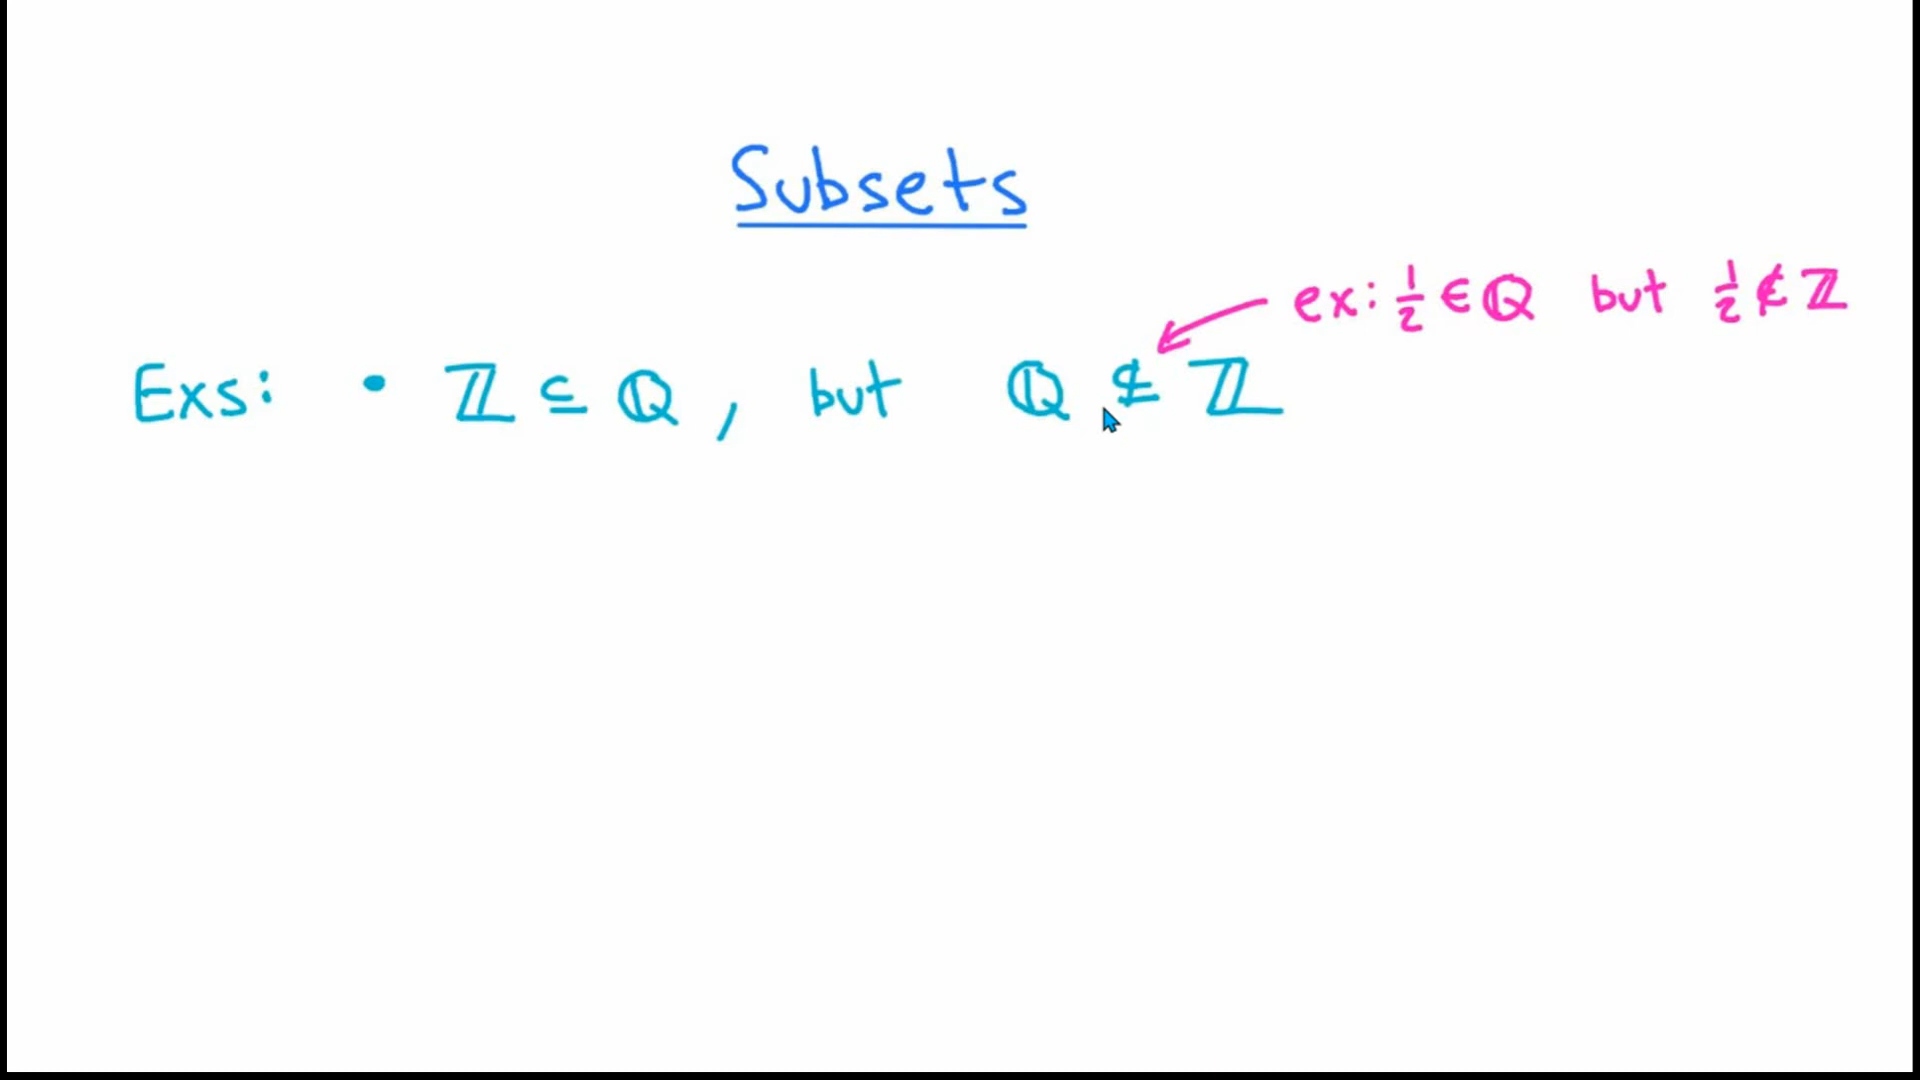 Subsets
ex: 1/2 ∈ ℚ but 1/2 ∉ ℤ
Exs: • ℤ ⊆ ℚ , but ℚ ⊈ ℤ